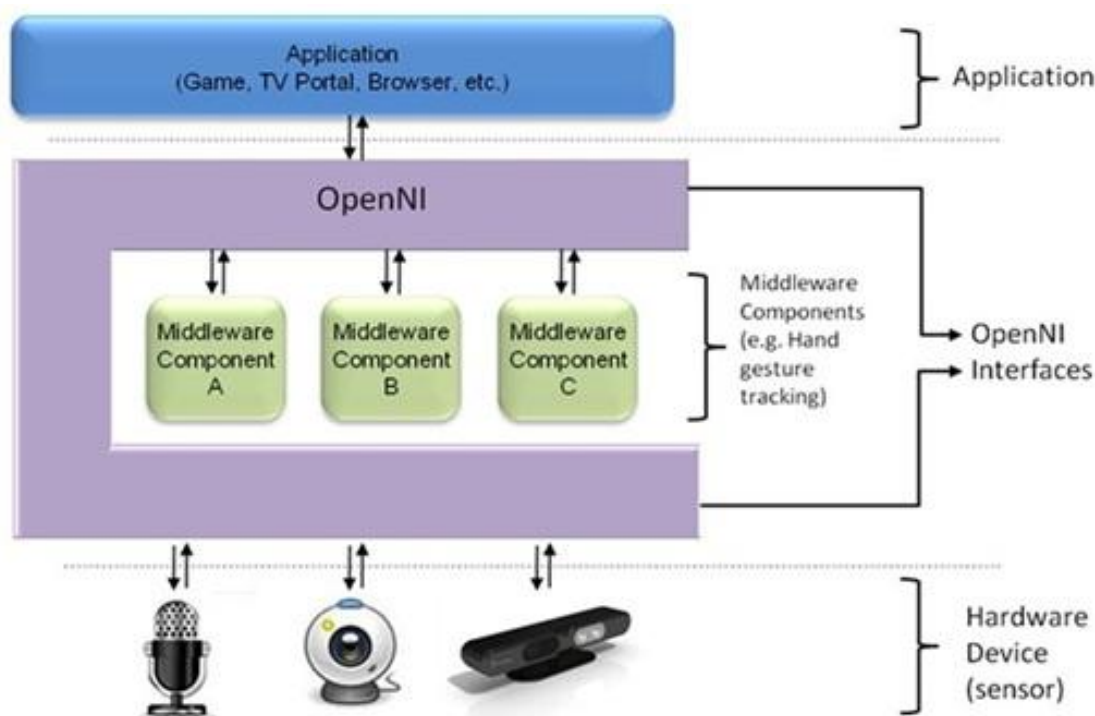 Application
(Game, TV Portal, Browser, etc.)
Application
OpenNI
Middleware
Component
A
Middleware
Component
B
Middleware
Component
C
Middleware
Components
(e.g. Hand
gesture
tracking)
OpenNI
Interfaces
Hardware
Device
(sensor)